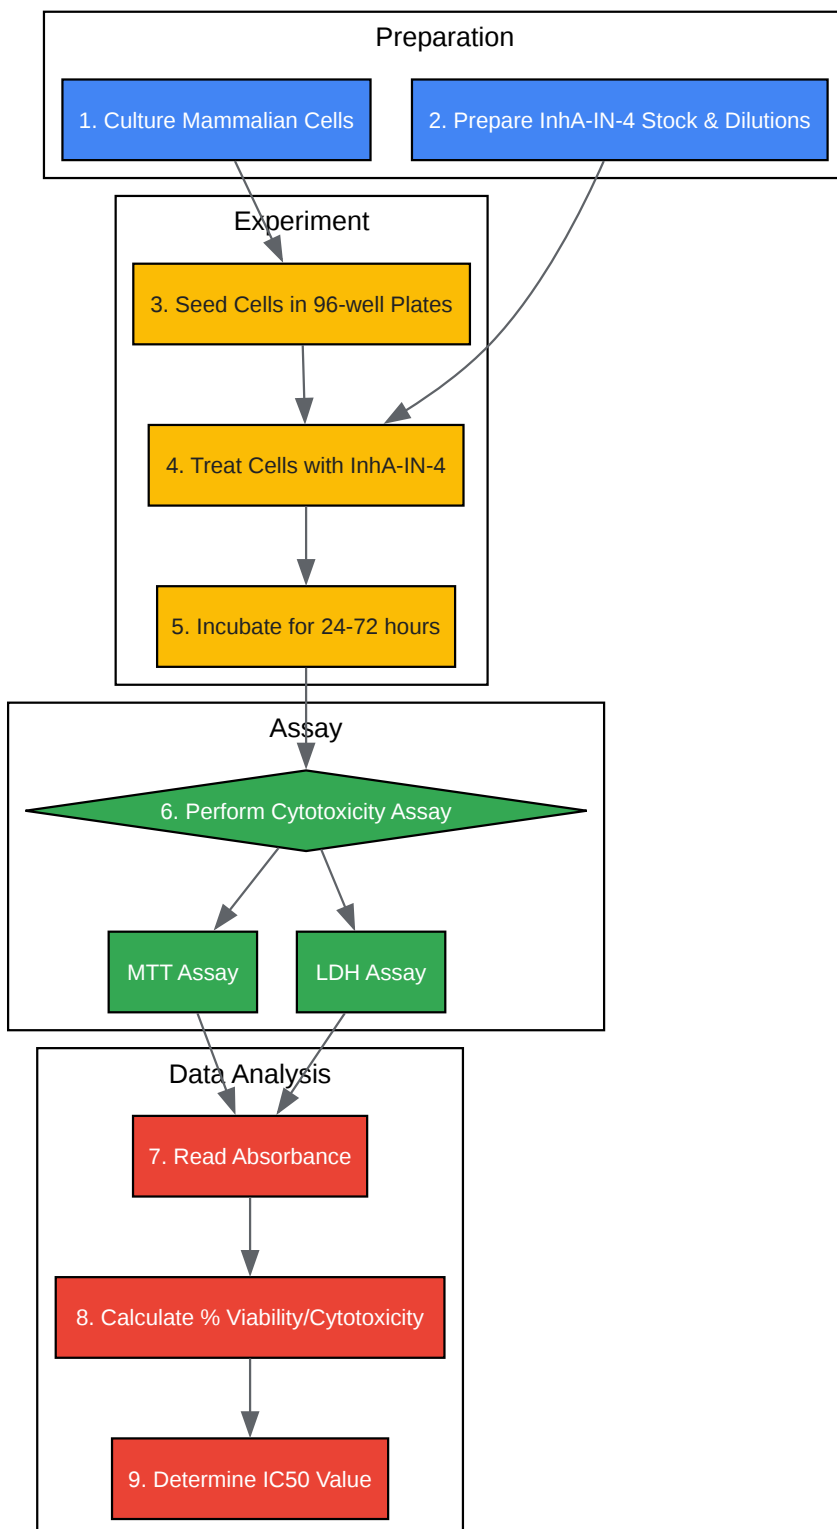 Preparation
1. Culture Mammalian Cells
2. Prepare InhA-IN-4 Stock & Dilutions
Experiment
3. Seed Cells in 96-well Plates
4. Treat Cells with InhA-IN-4
5. Incubate for 24-72 hours
Assay
6. Perform Cytotoxicity Assay
MTT Assay
LDH Assay
Data Analysis
7. Read Absorbance
8. Calculate % Viability/Cytotoxicity
9. Determine IC50 Value